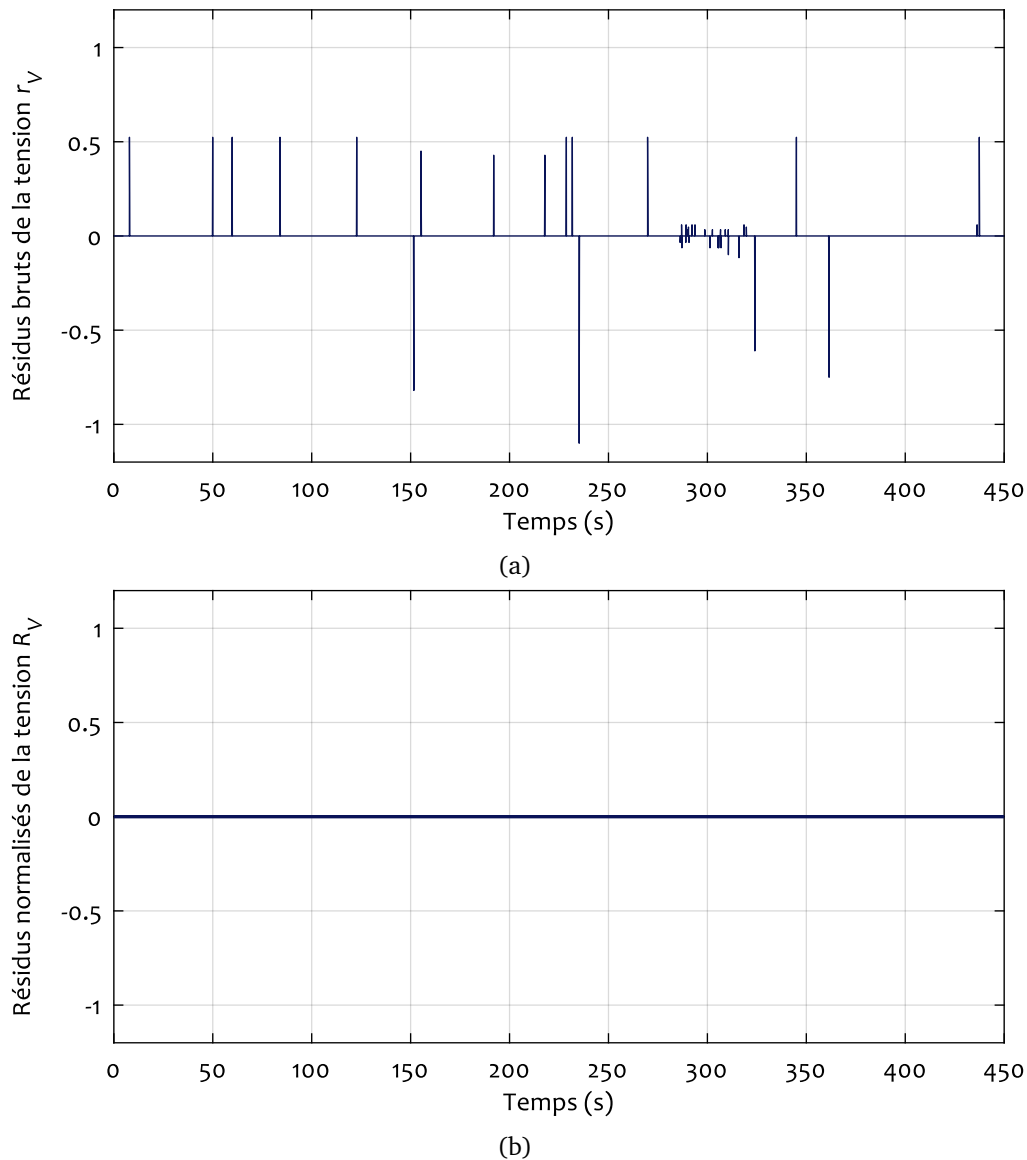 Résidus bruts de la tension r_V
1
0.5
0
-0.5
-1
0 50 100 150 200 250 300 350 400 450
Temps (s)
(a)
Résidus normalisés de la tension R_V
1
0.5
0
-0.5
-1
0 50 100 150 200 250 300 350 400 450
Temps (s)
(b)